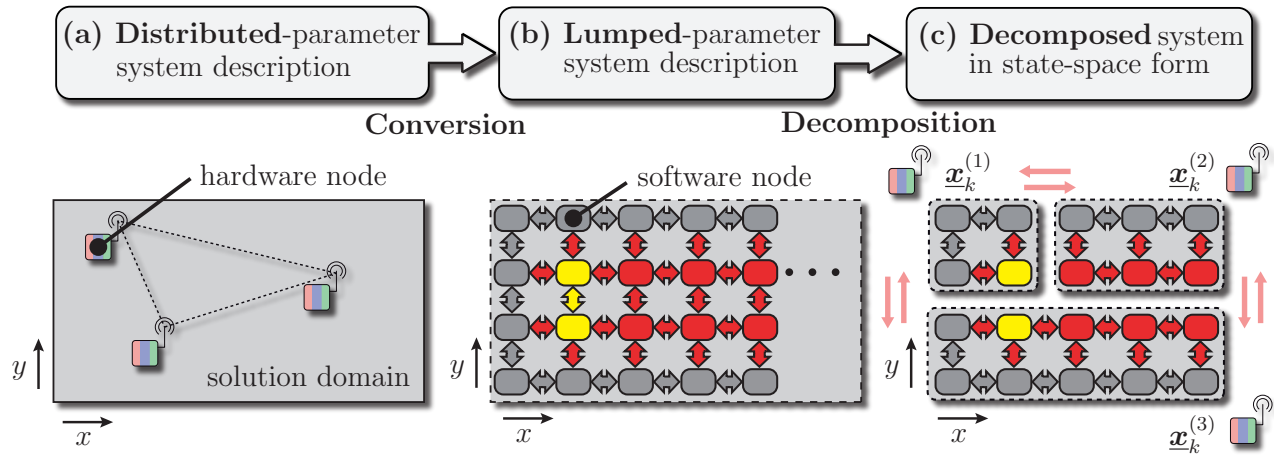 (a) Distributed-parameter
system description
(b) Lumped-parameter
system description
(c) Decomposed system
in state-space form
Conversion
Decomposition
hardware node
solution domain
y
x
software node
y
x
x_k^(1)
x_k^(2)
y
x
x_k^(3)